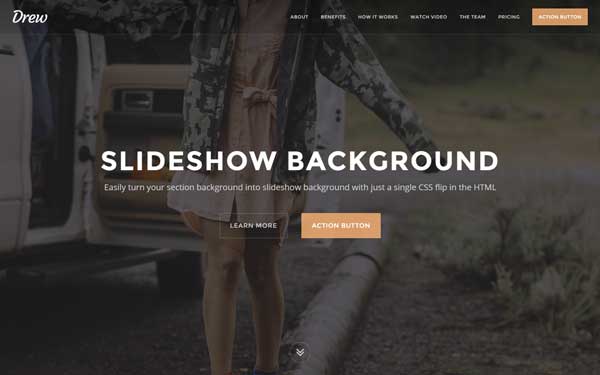 Drew
ABOUT BENEFITS HOW IT WORKS WATCH VIDEO THE TEAM PRICING ACTION BUTTON
SLIDESHOW BACKGROUND
Easily turn your section background into slideshow background with just a single CSS flip in the HTML
LEARN MORE ACTION BUTTON